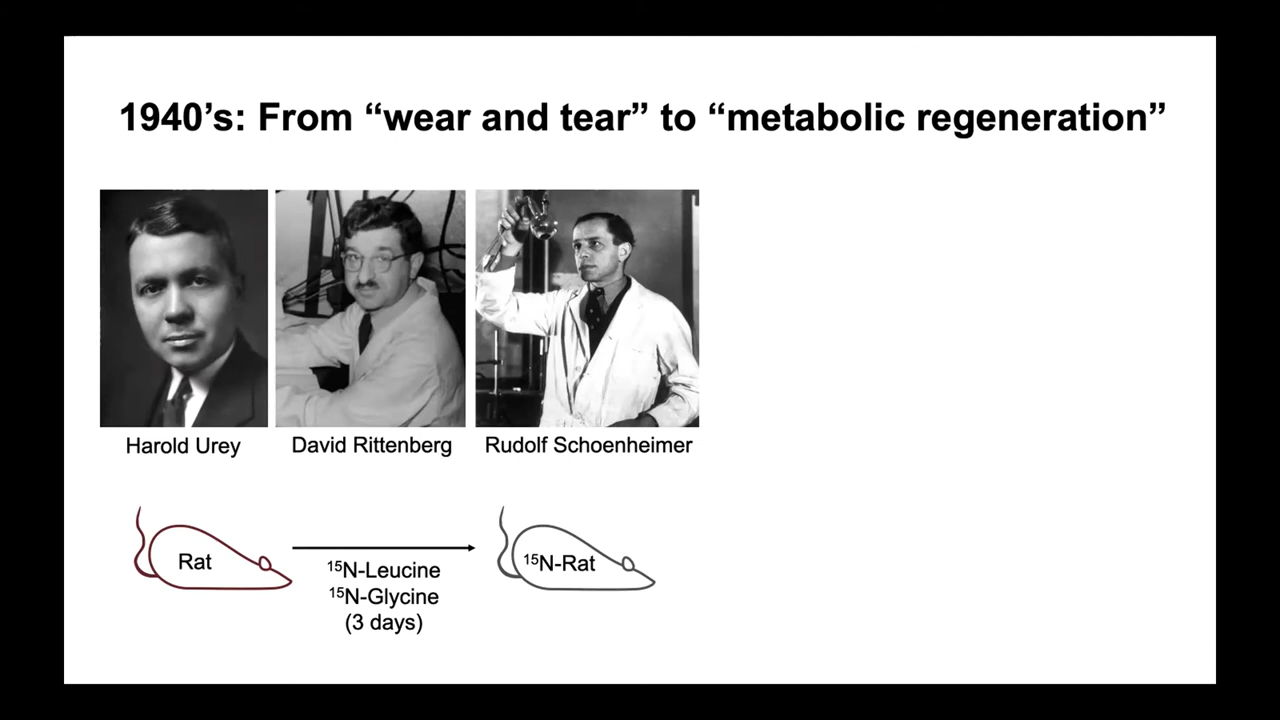 1940’s: From “wear and tear” to “metabolic regeneration”
Harold Urey
David Rittenberg
Rudolf Schoenheimer
Rat
¹⁵N-Leucine
¹⁵N-Glycine
(3 days)
¹⁵N-Rat